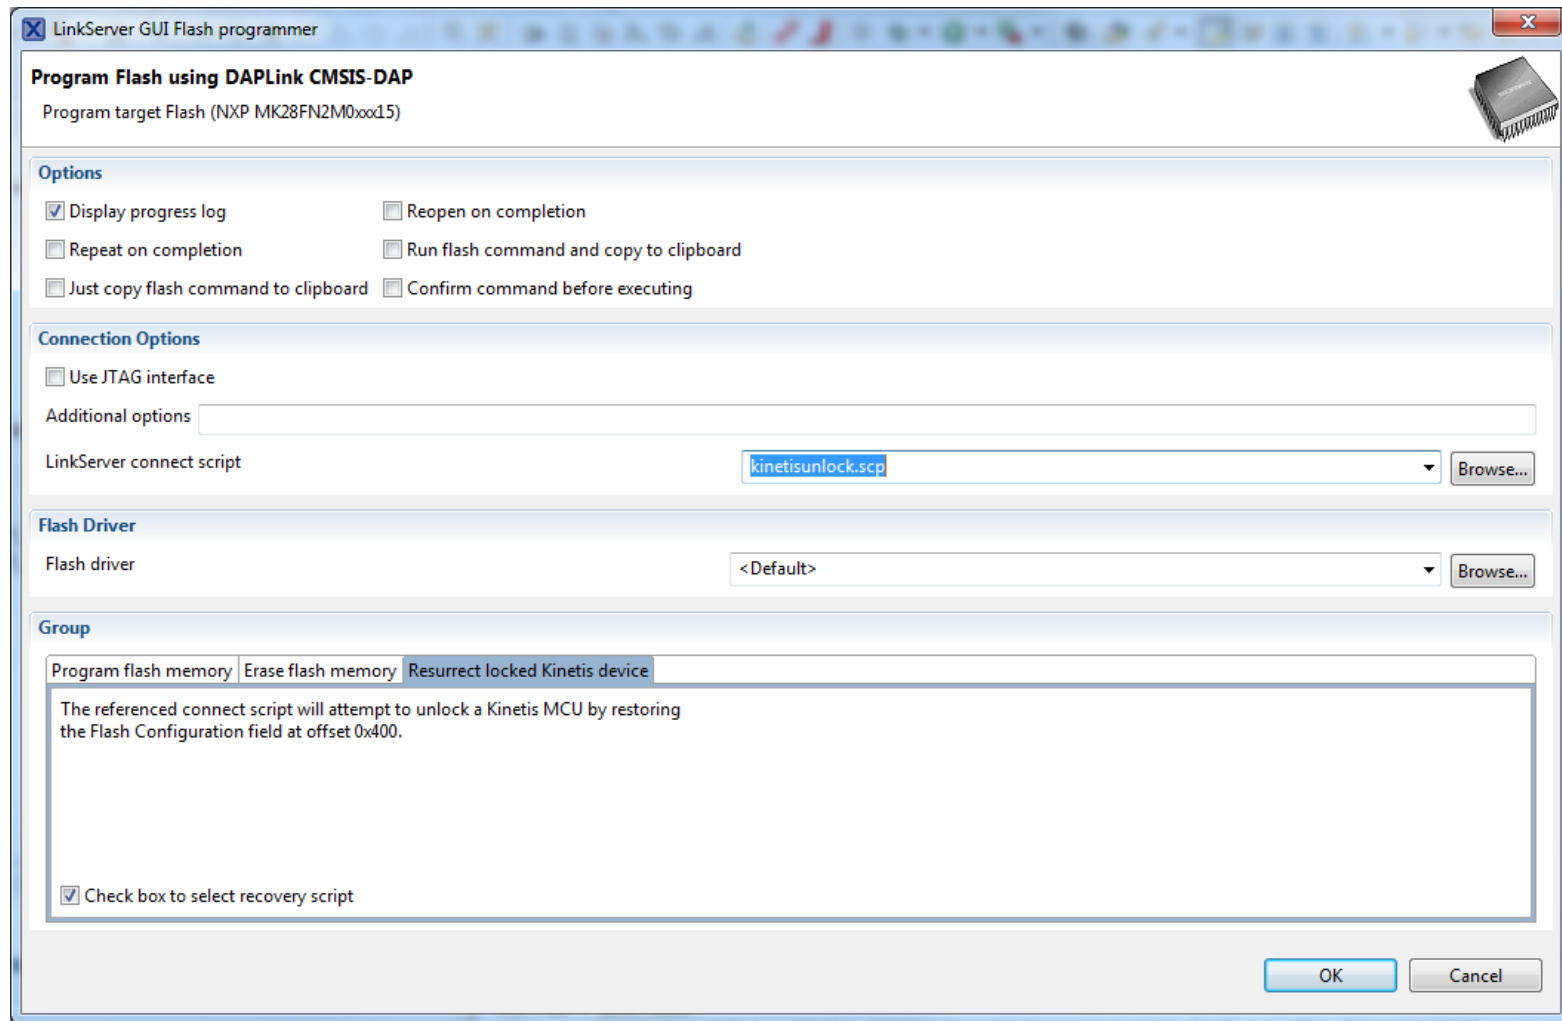 LinkServer GUI Flash programmer
Program Flash using DAPLink CMSIS-DAP
Program target Flash (NXP MK28FN2M0xxx15)
Options
Display progress log
Reopen on completion
Repeat on completion
Run flash command and copy to clipboard
Just copy flash command to clipboard
Confirm command before executing
Connection Options
Use JTAG interface
Additional options
LinkServer connect script
kinetisunlock.scp
Browse...
Flash Driver
Flash driver
<Default>
Browse...
Group
Program flash memory
Erase flash memory
Resurrect locked Kinetis device
The referenced connect script will attempt to unlock a Kinetis MCU by restoring
the Flash Configuration field at offset 0x400.
Check box to select recovery script
OK
Cancel